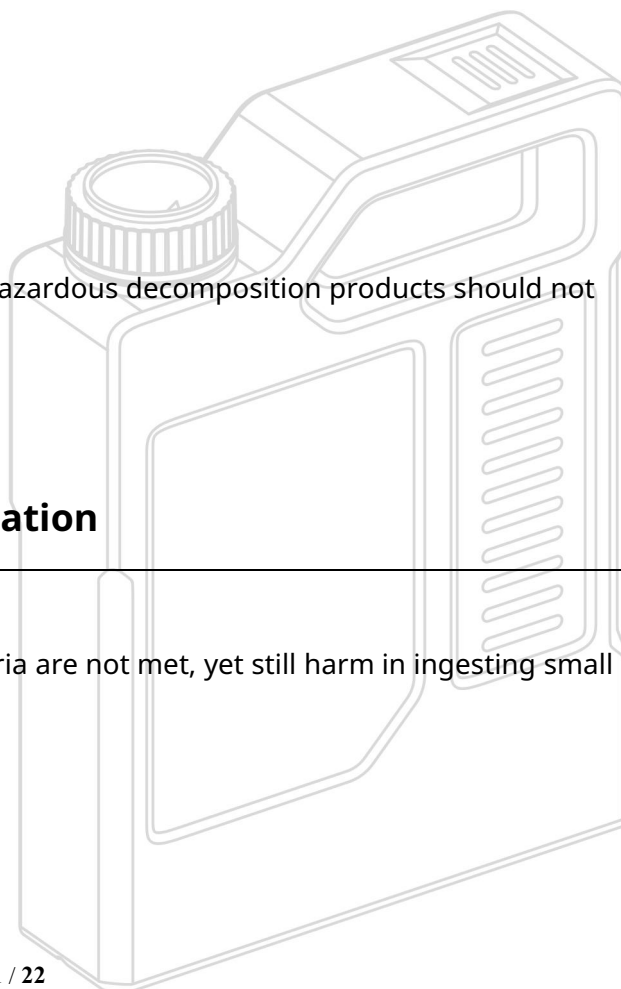 azardous decomposition products should not
ation
ria are not met, yet still harm in ingesting small
/ 22